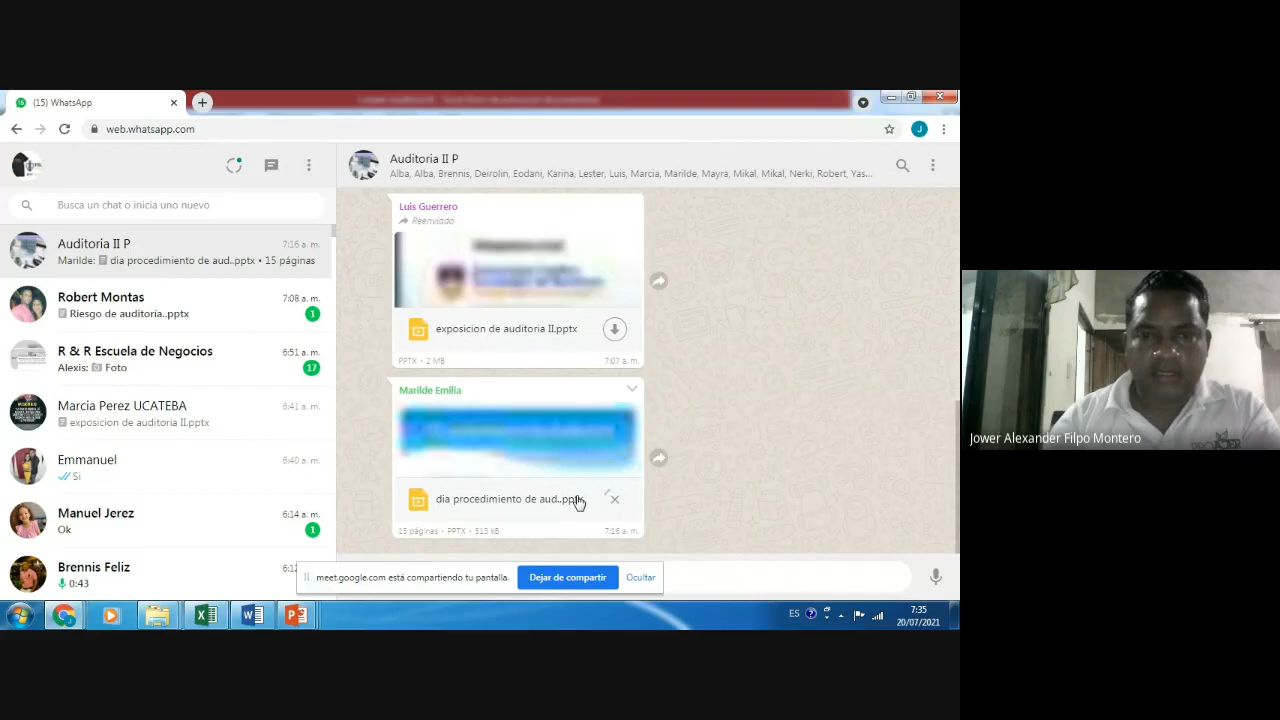 (15) WhatsApp
web.whatsapp.com
J
Busca un chat o inicia uno nuevo
Auditoria II P
7:16 a. m.
Marilde: dia procedimiento de aud..pptx • 15 páginas
Robert Montas
7:08 a. m.
Riesgo de auditoria..pptx
1
R & R Escuela de Negocios
6:51 a. m.
Alexis: Foto
17
Marcia Perez UCATEBA
6:41 a. m.
exposicion de auditoria II.pptx
Emmanuel
6:40 a. m.
Si
Manuel Jerez
6:14 a. m.
Ok
1
Brennis Feliz
0:43
Auditoria II P
Alba, Alba, Brennis, Deirolin, Eodani, Karina, Lester, Luis, Marcia, Marilde, Mayra, Mikal, Mikal, Nerki, Robert, Yas...
Luis Guerrero
Reenviado
exposicion de auditoria II.pptx
PPTX • 2 MB
7:07 a. m.
Marilde Emilia
dia procedimiento de aud..pptx
15 páginas • PPTX • 513 kB
7:16 a. m.
meet.google.com está compartiendo tu pantalla.
Dejar de compartir
Ocultar
ES
7:35
20/07/2021
Jower Alexander Filpo Montero